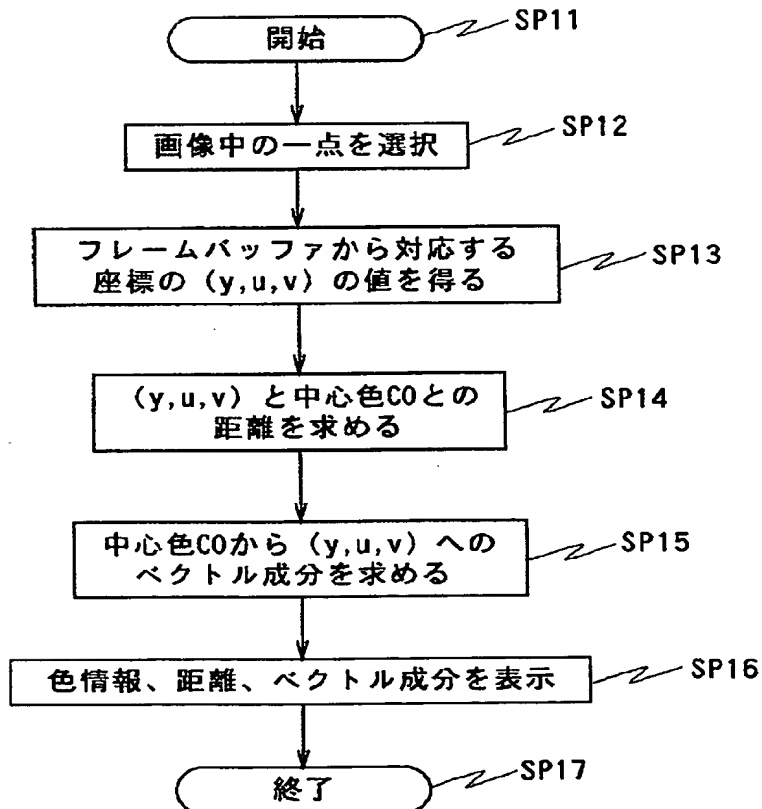 開始
SP11
画像中の一点を選択
SP12
フレームバッファから対応する
座標の (y,u,v) の値を得る
SP13
(y,u,v) と中心色C0との
距離を求める
SP14
中心色C0から (y,u,v) への
ベクトル成分を求める
SP15
色情報、距離、ベクトル成分を表示
SP16
終了
SP17